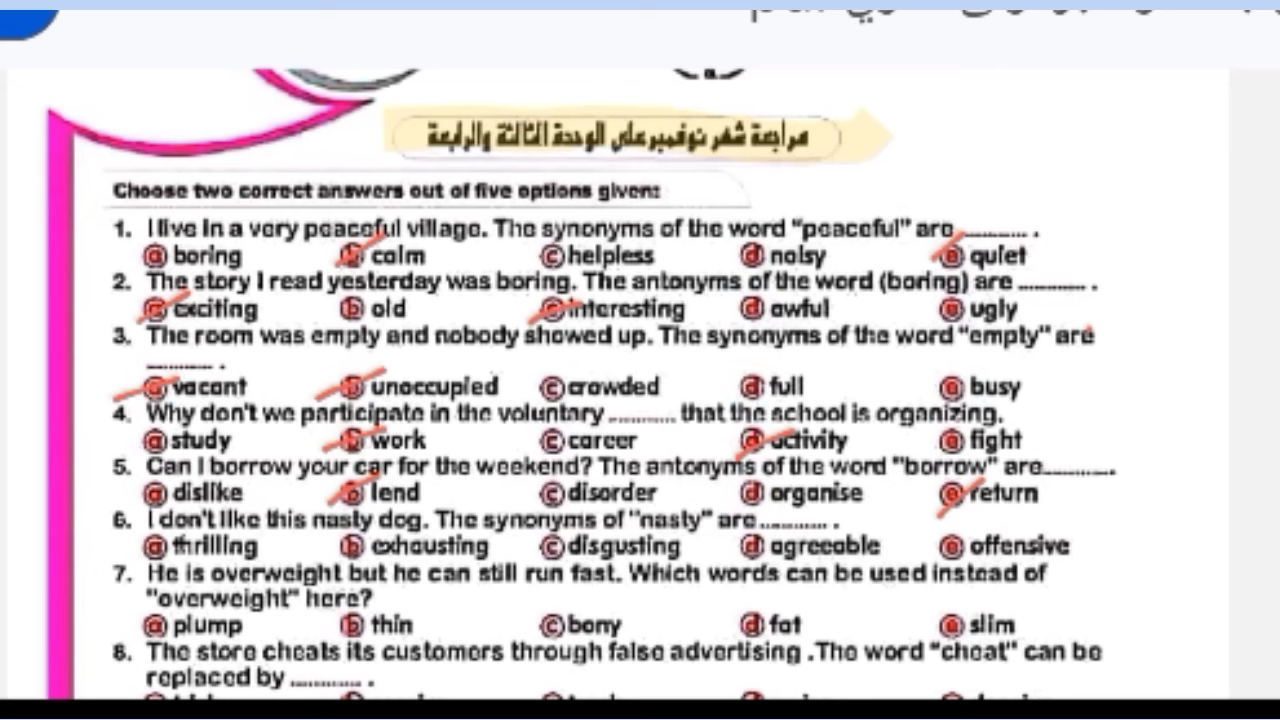 مراجعة شهر نوفمبر على الوحدة الثالثة والرابعة
Choose two correct answers out of five options given:
1. I live in a very peaceful village. The synonyms of the word "peaceful" are ............ .
a boring b calm c helpless d noisy e quiet
2. The story I read yesterday was boring. The antonyms of the word (boring) are ............ .
a exciting b old c interesting d awful e ugly
3. The room was empty and nobody showed up. The synonyms of the word "empty" are
............ .
a vacant b unoccupied c crowded d full e busy
4. Why don't we participate in the voluntary ............ that the school is organizing.
a study b work c career d activity e fight
5. Can I borrow your car for the weekend? The antonyms of the word "borrow" are.............
a dislike b lend c disorder d organise e return
6. I don't like this nasty dog. The synonyms of "nasty" are ............ .
a thrilling b exhausting c disgusting d agreeable e offensive
7. He is overweight but he can still run fast. Which words can be used instead of
"overweight" here?
a plump b thin c bony d fat e slim
8. The store cheats its customers through false advertising .The word "cheat" can be
replaced by ............ .